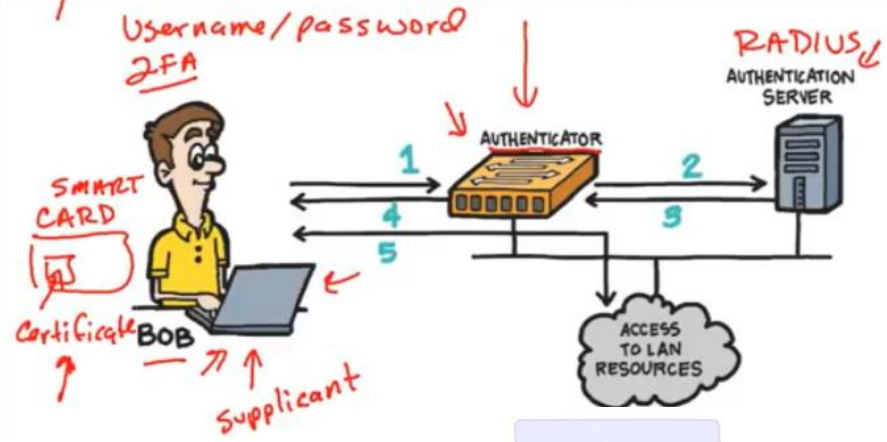 Username/password
2FA
RADIUS
AUTHENTICATION
SERVER
AUTHENTICATOR
1
2
SMART
CARD
4
3
5
Certificate
BOB
Supplicant
ACCESS
TO LAN
RESOURCES